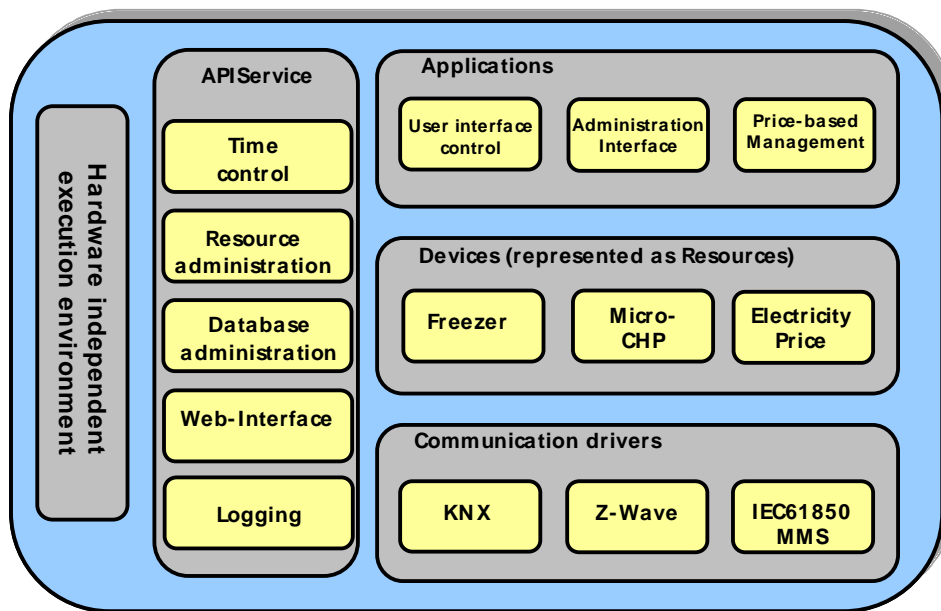 Hardware independent
execution environment
APIService
Time
control
Resource
administration
Database
administration
Web-Interface
Logging
Applications
User interface
control
Administration
Interface
Price-based
Management
Devices (represented as Resources)
Freezer
Micro-
CHP
Electricity
Price
Communication drivers
KNX
Z-Wave
IEC61850
MMS